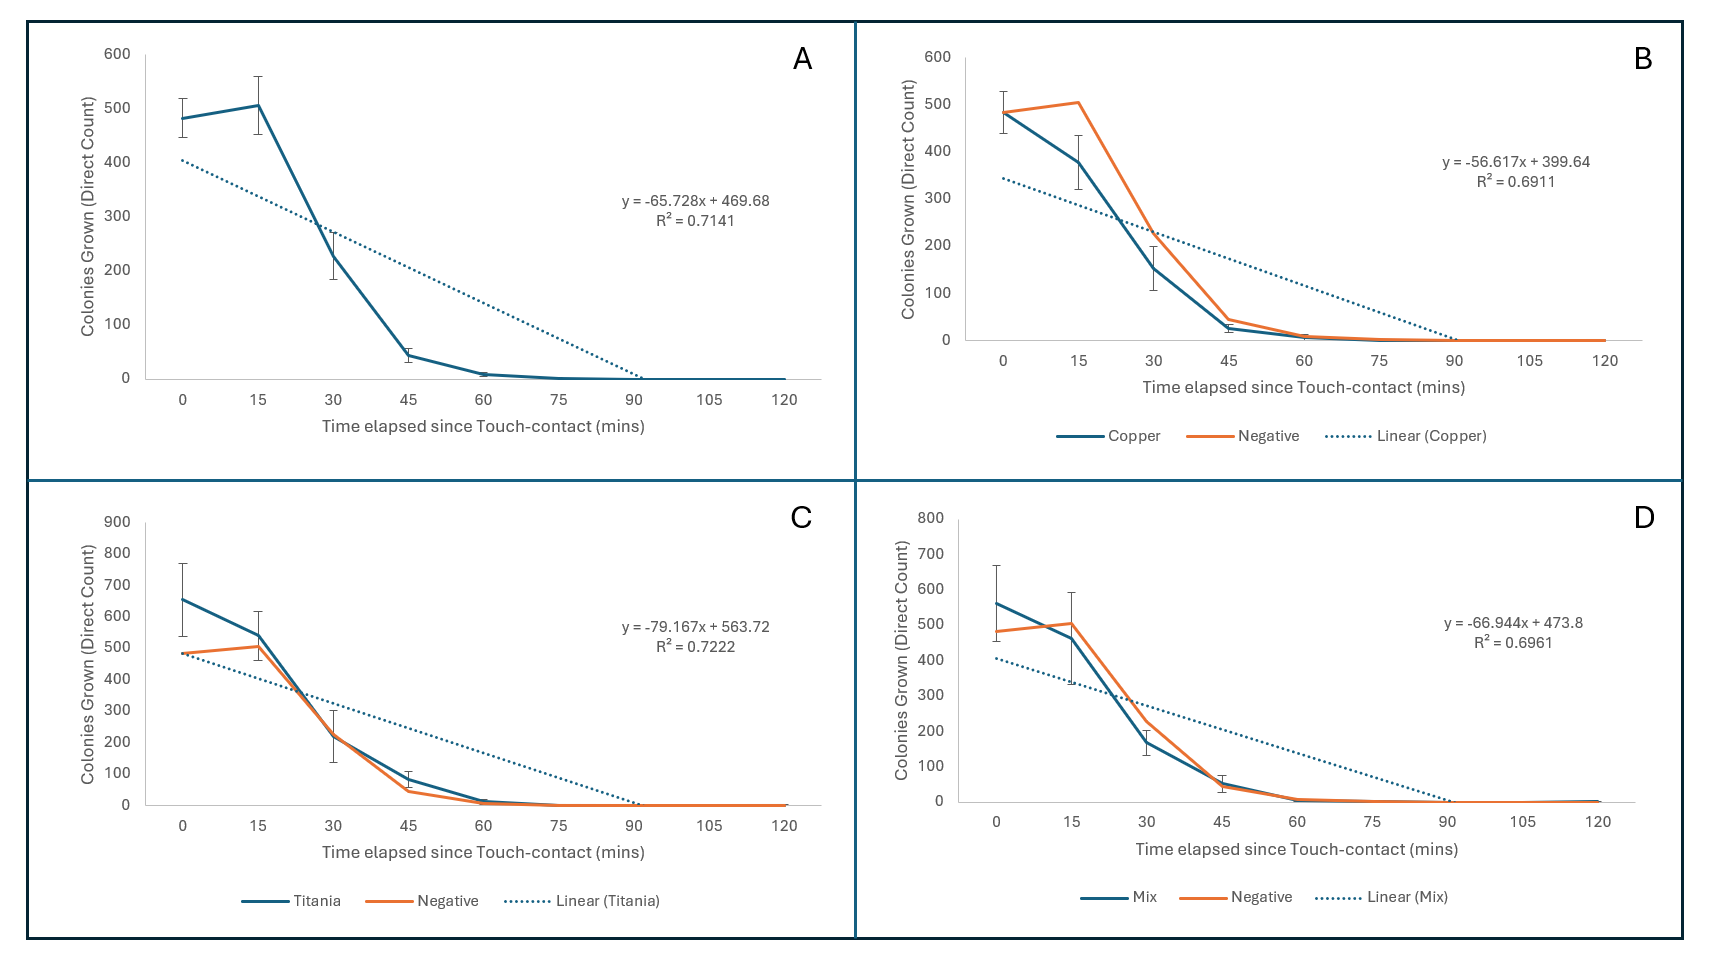 A
600
500
400
300
200
100
0
Colonies Grown (Direct Count)
y = -65.728x + 469.68
R² = 0.7141
0 15 30 45 60 75 90 105 120
Time elapsed since Touch-contact (mins)
B
600
500
400
300
200
100
0
Colonies Grown (Direct Count)
y = -56.617x + 399.64
R² = 0.6911
0 15 30 45 60 75 90 105 120
Time elapsed since Touch-contact (mins)
Copper Negative Linear (Copper)
C
900
800
700
600
500
400
300
200
100
0
Colonies Grown (Direct Count)
y = -79.167x + 563.72
R² = 0.7222
0 15 30 45 60 75 90 105 120
Time elapsed since Touch-contact (mins)
Titania Negative Linear (Titania)
D
800
700
600
500
400
300
200
100
0
Colonies Grown (Direct Count)
y = -66.944x + 473.8
R² = 0.6961
0 15 30 45 60 75 90 105 120
Time elapsed since Touch-contact (mins)
Mix Negative Linear (Mix)